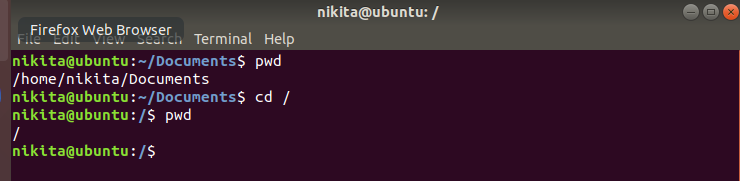 nikita@ubuntu: /
Firefox Web Browser
File Edit View Search Terminal Help
nikita@ubuntu:~/Documents$ pwd
/home/nikita/Documents
nikita@ubuntu:~/Documents$ cd /
nikita@ubuntu:/$ pwd
/
nikita@ubuntu:/$